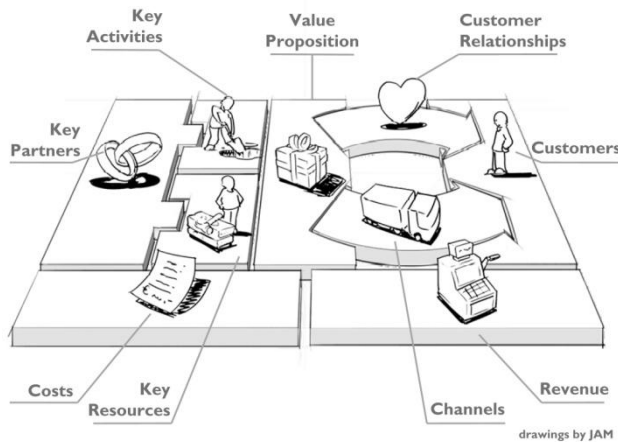 Key
Activities
Value
Proposition
Customer
Relationships
Key
Partners
Customers
Costs
Key
Resources
Channels
Revenue
drawings by JAM